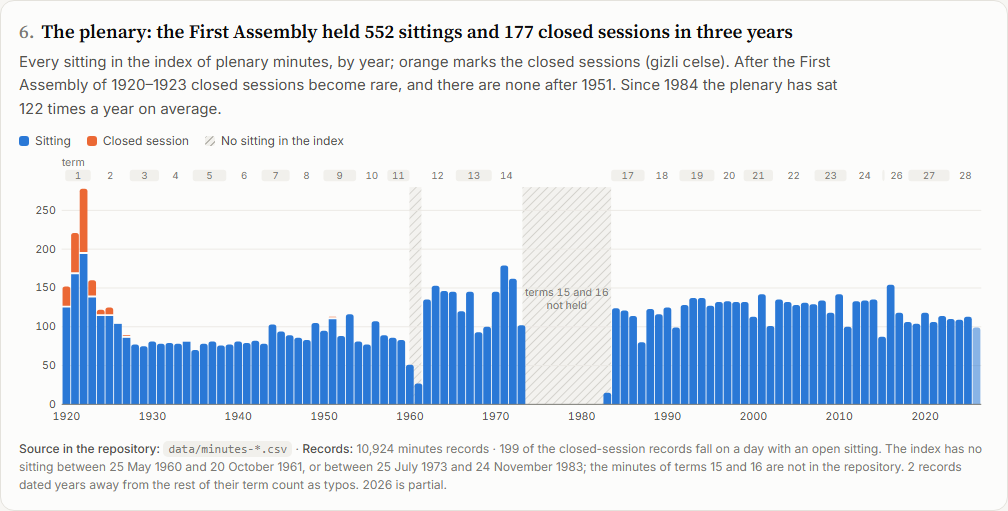 6. The plenary: the First Assembly held 552 sittings and 177 closed sessions in three years
Every sitting in the index of plenary minutes, by year; orange marks the closed sessions (gizli celse). After the First
Assembly of 1920–1923 closed sessions become rare, and there are none after 1951. Since 1984 the plenary has sat
122 times a year on average.
Sitting Closed session No sitting in the index
term
1 2 3 4 5 6 7 8 9 10 11 12 13 14 17 18 19 20 21 22 23 24 26 27 28
250
200
150
terms 15 and 16
not held
100
50
0
1920 1930 1940 1950 1960 1970 1980 1990 2000 2010 2020
Source in the repository: data/minutes-*.csv · Records: 10,924 minutes records · 199 of the closed-session records fall on a day with an open sitting. The index has no
sitting between 25 May 1960 and 20 October 1961, or between 25 July 1973 and 24 November 1983; the minutes of terms 15 and 16 are not in the repository. 2 records
dated years away from the rest of their term count as typos. 2026 is partial.